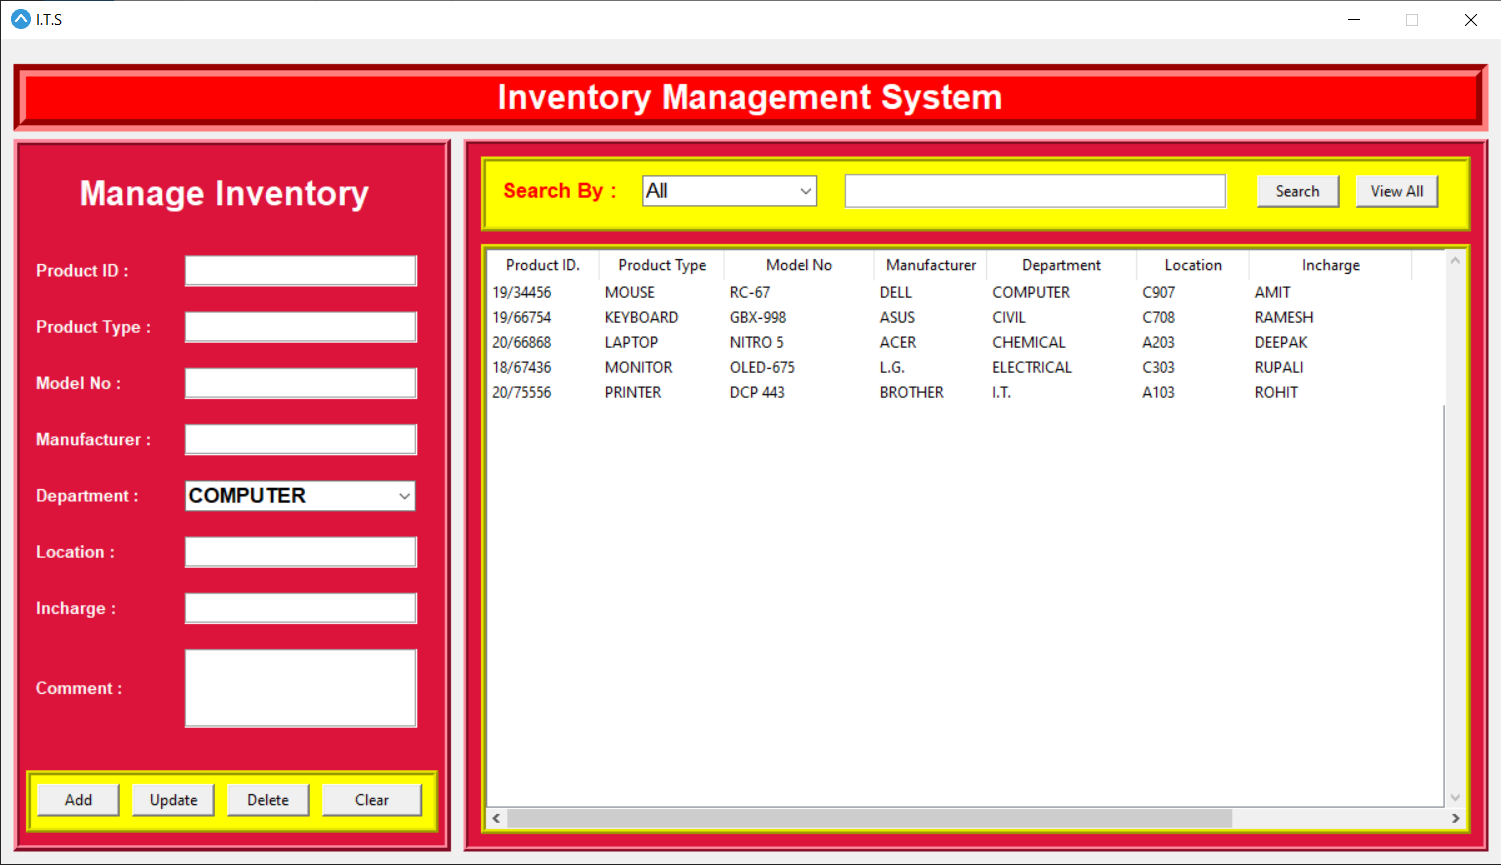 I.T.S
Inventory Management System
Manage Inventory
Product ID :
Product Type :
Model No :
Manufacturer :
Department : COMPUTER
Location :
Incharge :
Comment :
Add Update Delete Clear
Search By : All Search View All
Product ID. Product Type Model No Manufacturer Department Location Incharge
19/34456 MOUSE RC-67 DELL COMPUTER C907 AMIT
19/66754 KEYBOARD GBX-998 ASUS CIVIL C708 RAMESH
20/66868 LAPTOP NITRO 5 ACER CHEMICAL A203 DEEPAK
18/67436 MONITOR OLED-675 L.G. ELECTRICAL C303 RUPALI
20/75556 PRINTER DCP 443 BROTHER I.T. A103 ROHIT